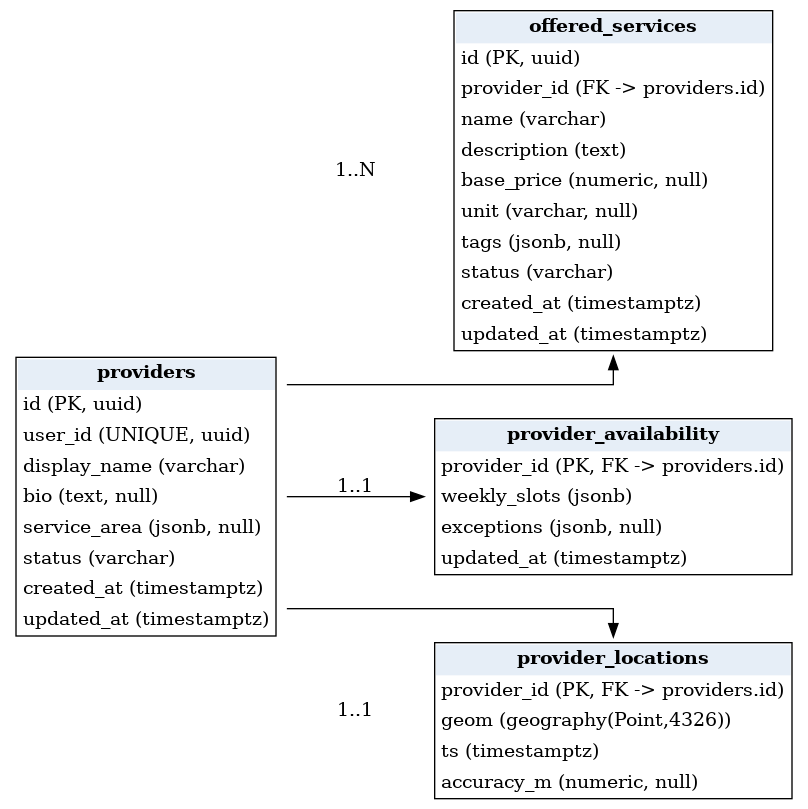 offered_services
id (PK, uuid)
provider_id (FK -> providers.id)
name (varchar)
description (text)
base_price (numeric, null)
unit (varchar, null)
tags (jsonb, null)
status (varchar)
created_at (timestamptz)
updated_at (timestamptz)
1..N
providers
id (PK, uuid)
user_id (UNIQUE, uuid)
display_name (varchar)
bio (text, null)
service_area (jsonb, null)
status (varchar)
created_at (timestamptz)
updated_at (timestamptz)
1..1
provider_availability
provider_id (PK, FK -> providers.id)
weekly_slots (jsonb)
exceptions (jsonb, null)
updated_at (timestamptz)
1..1
provider_locations
provider_id (PK, FK -> providers.id)
geom (geography(Point,4326))
ts (timestamptz)
accuracy_m (numeric, null)